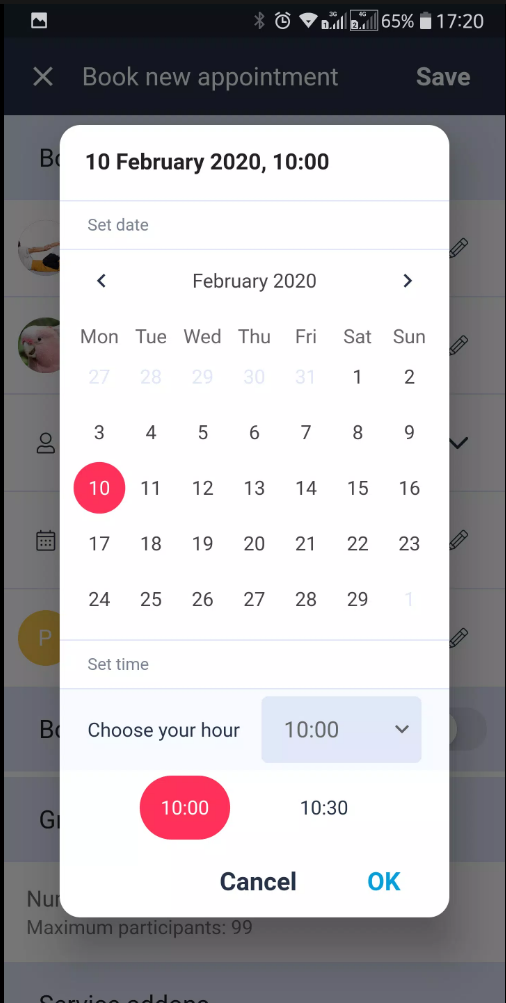 3G 4G
1 2 65% 17:20
Book new appointment Save
Bo
10 February 2020, 10:00
Set date
February 2020
Mon Tue Wed Thu Fri Sat Sun
27 28 29 30 31 1 2
3 4 5 6 7 8 9
10 11 12 13 14 15 16
17 18 19 20 21 22 23
24 25 26 27 28 29 1
P
Set time
Bo
Choose your hour 10:00
10:00 10:30
Gr
Cancel OK
Nu
Maximum participants: 99
Service addons